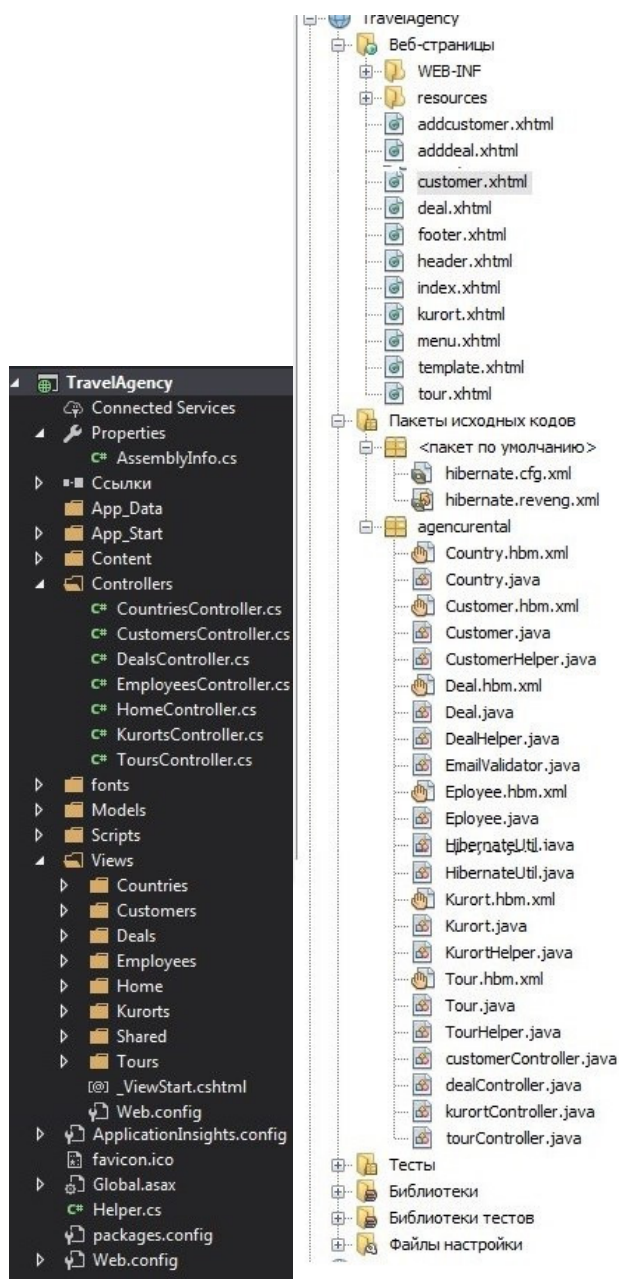 TravelAgency
Connected Services
Properties
C# AssemblyInfo.cs
Ссылки
App_Data
App_Start
Content
Controllers
C# CountriesController.cs
C# CustomersController.cs
C# DealsController.cs
C# EmployeesController.cs
C# HomeController.cs
C# KurortsController.cs
C# ToursController.cs
fonts
Models
Scripts
Views
Countries
Customers
Deals
Employees
Home
Kurorts
Shared
Tours
[@] _ViewStart.cshtml
Web.config
ApplicationInsights.config
favicon.ico
Global.asax
C# Helper.cs
packages.config
Web.config
TravelAgency
Веб-страницы
WEB-INF
resources
addcustomer.xhtml
adddeal.xhtml
customer.xhtml
deal.xhtml
footer.xhtml
header.xhtml
index.xhtml
kurort.xhtml
menu.xhtml
template.xhtml
tour.xhtml
Пакеты исходных кодов
<пакет по умолчанию>
hibernate.cfg.xml
hibernate.reveng.xml
agencurental
Country.hbm.xml
Country.java
Customer.hbm.xml
Customer.java
CustomerHelper.java
Deal.hbm.xml
Deal.java
DealHelper.java
EmailValidator.java
Eployee.hbm.xml
Eployee.java
HibernateUtil.java
HibernateUtil.java
Kurort.hbm.xml
Kurort.java
KurortHelper.java
Tour.hbm.xml
Tour.java
TourHelper.java
customerController.java
dealController.java
kurortController.java
tourController.java
Тесты
Библиотеки
Библиотеки тестов
Файлы настройки